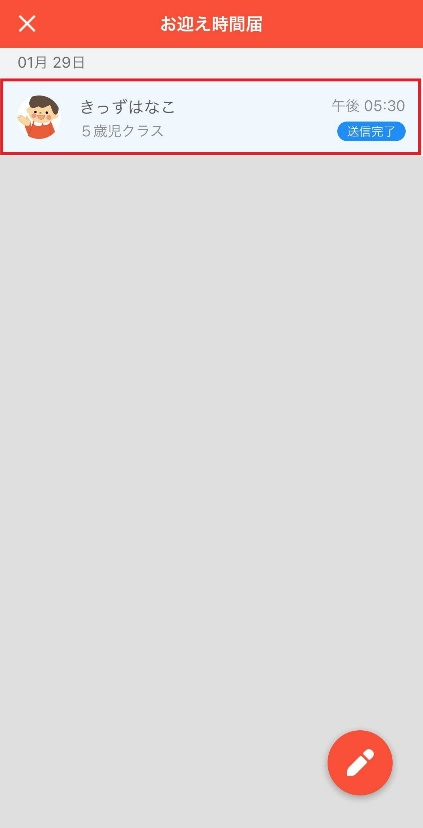 お迎え時間届
01月 29日
きっずはなこ
午後 05:30
５歳児クラス
送信完了